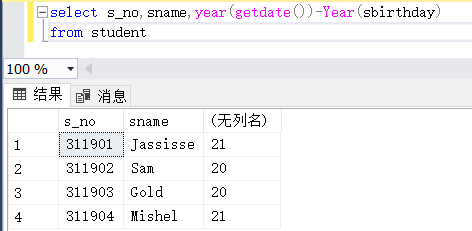 select s_no,sname,year(getdate())-Year(sbirthday)
from student
100 %
结果 消息
s_no sname (无列名)
1 311901 Jassisse 21
2 311902 Sam 20
3 311903 Gold 20
4 311904 Mishel 21